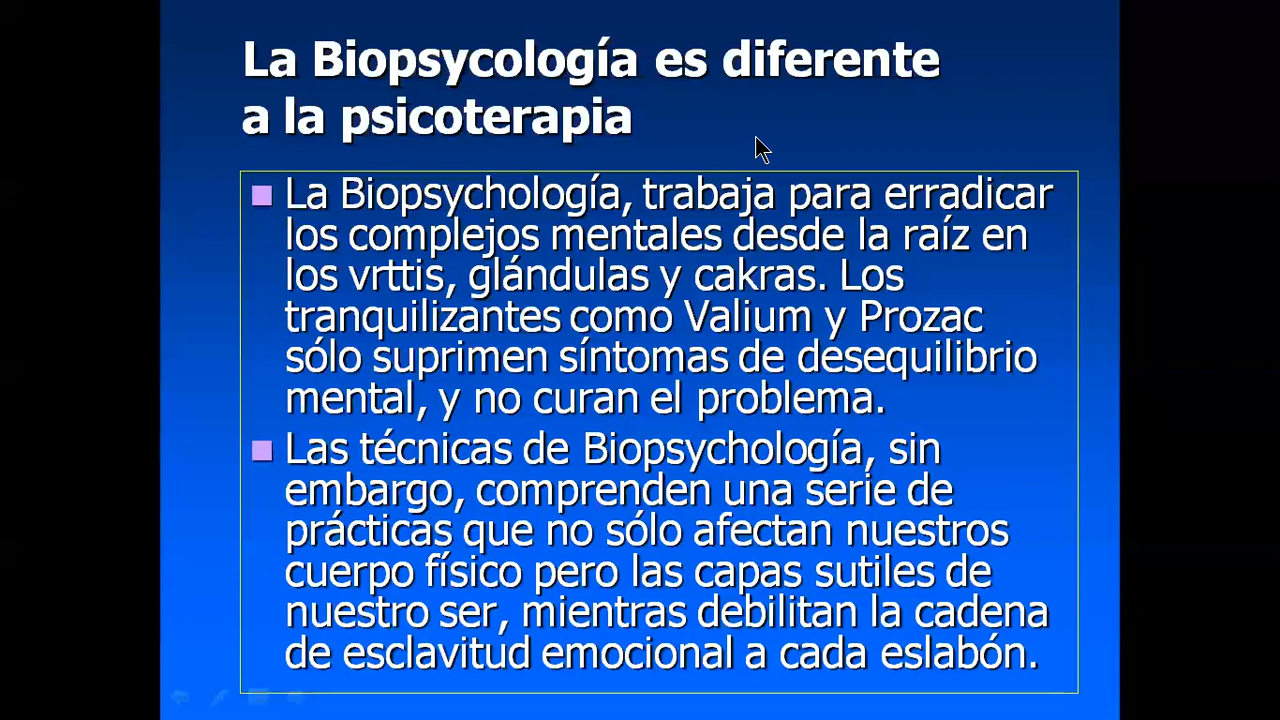 La Biopsycología es diferente
a la psicoterapia
La Biopsychología, trabaja para erradicar
los complejos mentales desde la raíz en
los vrttis, glándulas y cakras. Los
tranquilizantes como Valium y Prozac
sólo suprimen síntomas de desequilibrio
mental, y no curan el problema.
Las técnicas de Biopsychología, sin
embargo, comprenden una serie de
prácticas que no sólo afectan nuestros
cuerpo físico pero las capas sutiles de
nuestro ser, mientras debilitan la cadena
de esclavitud emocional a cada eslabón.